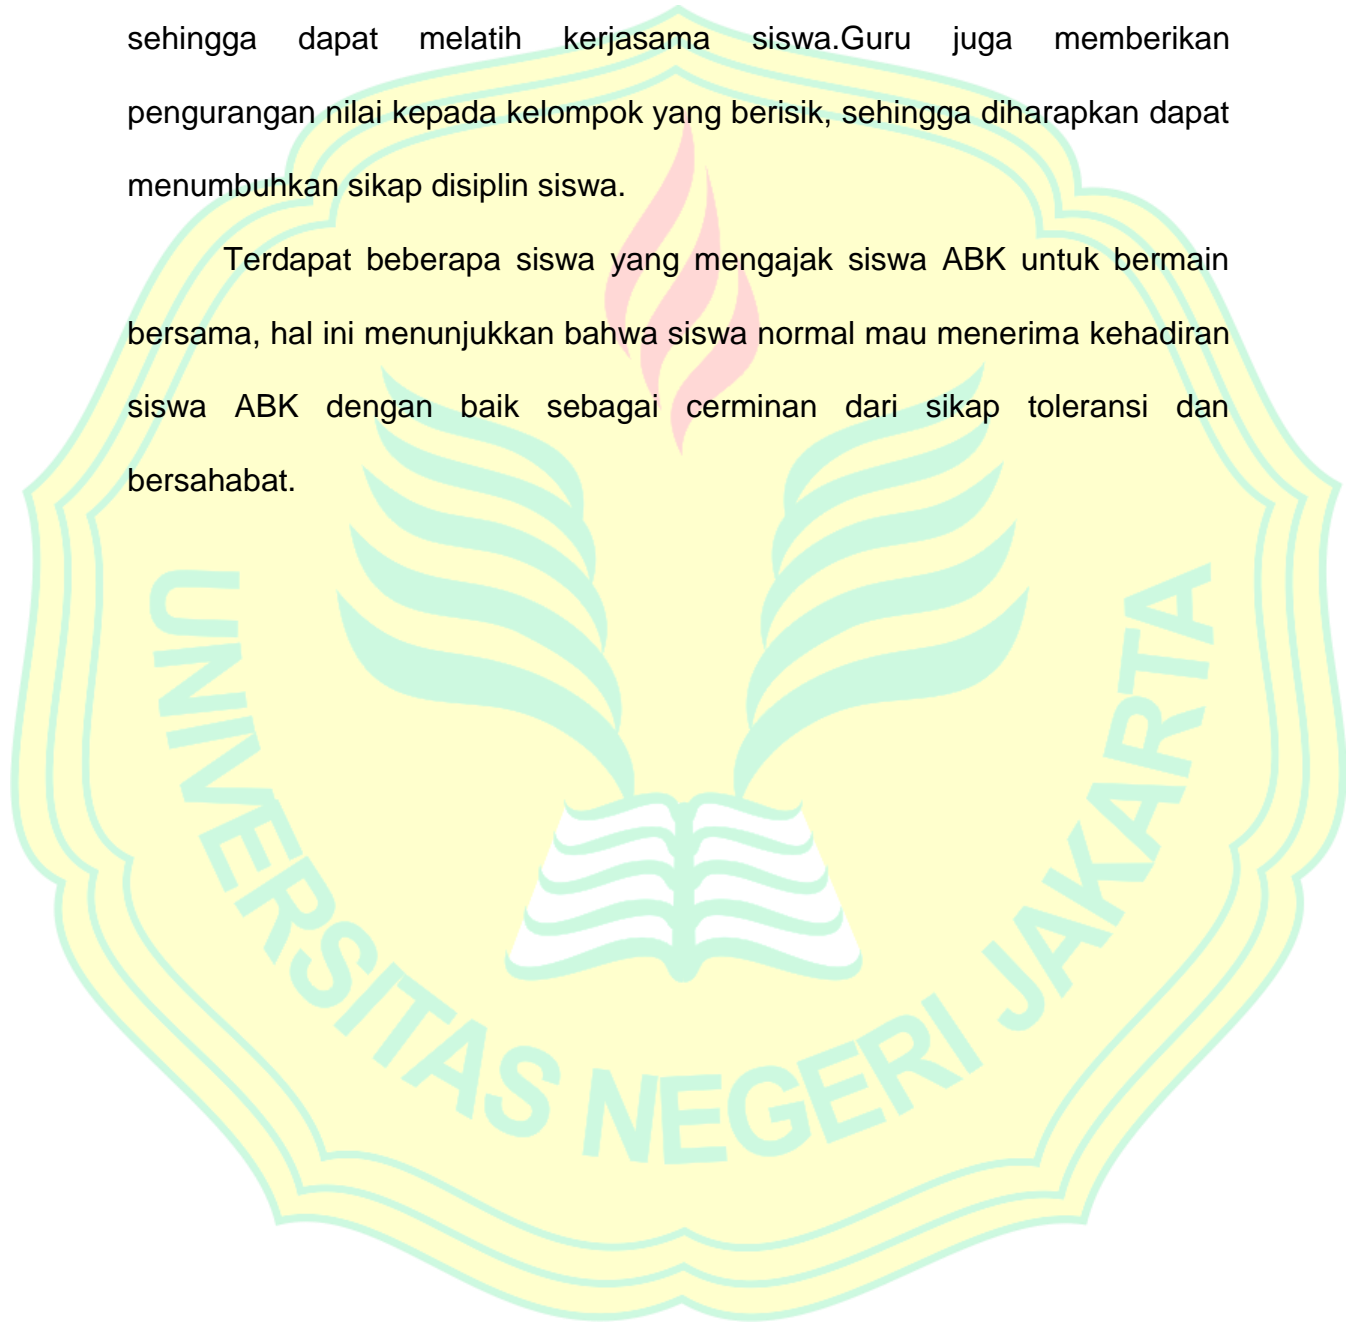 sehingga dapat melatih kerjasama siswa.Guru juga memberikan
pengurangan nilai kepada kelompok yang berisik, sehingga diharapkan dapat
menumbuhkan sikap disiplin siswa.
Terdapat beberapa siswa yang mengajak siswa ABK untuk bermain
bersama, hal ini menunjukkan bahwa siswa normal mau menerima kehadiran
siswa ABK dengan baik sebagai cerminan dari sikap toleransi dan
bersahabat.
UNIVERSITAS NEGERI JAKARTA